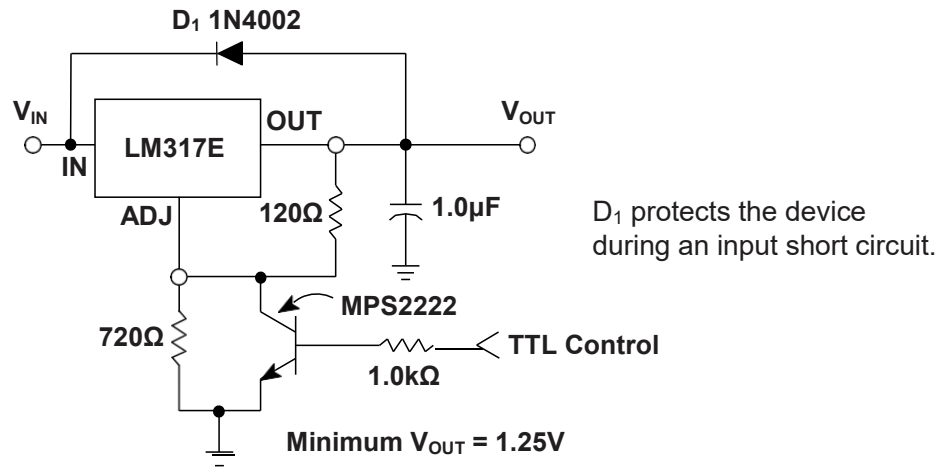 D₁ 1N4002
V_IN
OUT
V_OUT
LM317E
IN
ADJ
120Ω
1.0µF
D₁ protects the device
during an input short circuit.
MPS2222
720Ω
TTL Control
1.0kΩ
Minimum V_OUT = 1.25V